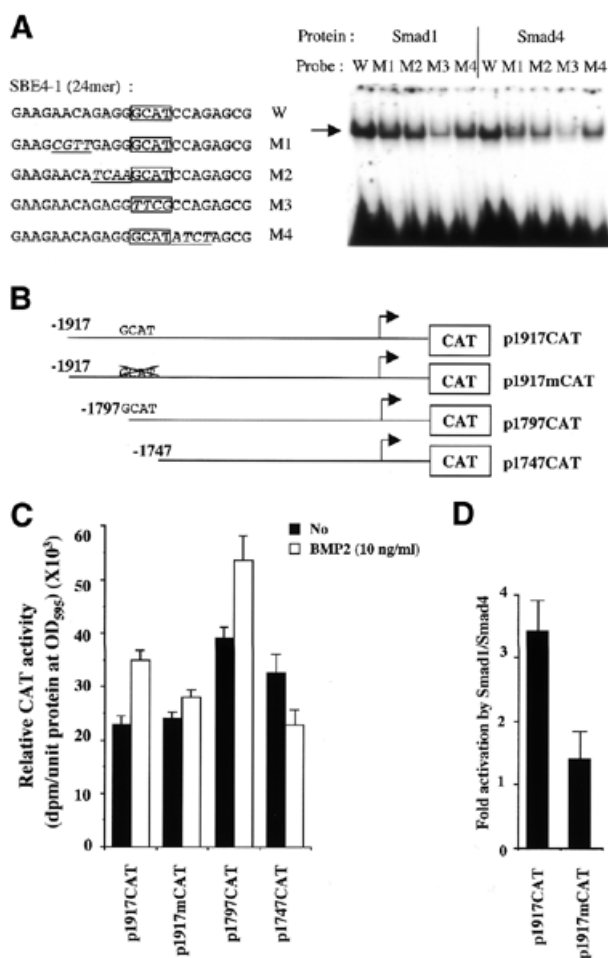 A
Protein : Smad1 Smad4
Probe : W M1 M2 M3 M4 W M1 M2 M3 M4
SBE4-1 (24mer) :
GAAGAACAGAGGGCATCCAGAGCG W
GAAGCGTTGAGGGCATCCAGAGCG M1
GAAGAACATCAAGCATCCAGAGCG M2
GAAGAACAGAGGTTCGCCAGAGCG M3
GAAGAACAGAGGGCATATCTAGCG M4
B
-1917 GCAT CAT p1917CAT
-1917 GCAT CAT p1917mCAT
-1797GCAT CAT p1797CAT
-1747 CAT p1747CAT
C
No
BMP2 (10 ng/ml)
Relative CAT activity
(dpm/unit protein at OD595) (X10³)
60
50
40
30
20
10
0
p1917CAT
p1917mCAT
p1797CAT
p1747CAT
D
Fold activation by Smad1/Smad4
4
3
2
1
0
p1917CAT
p1917mCAT